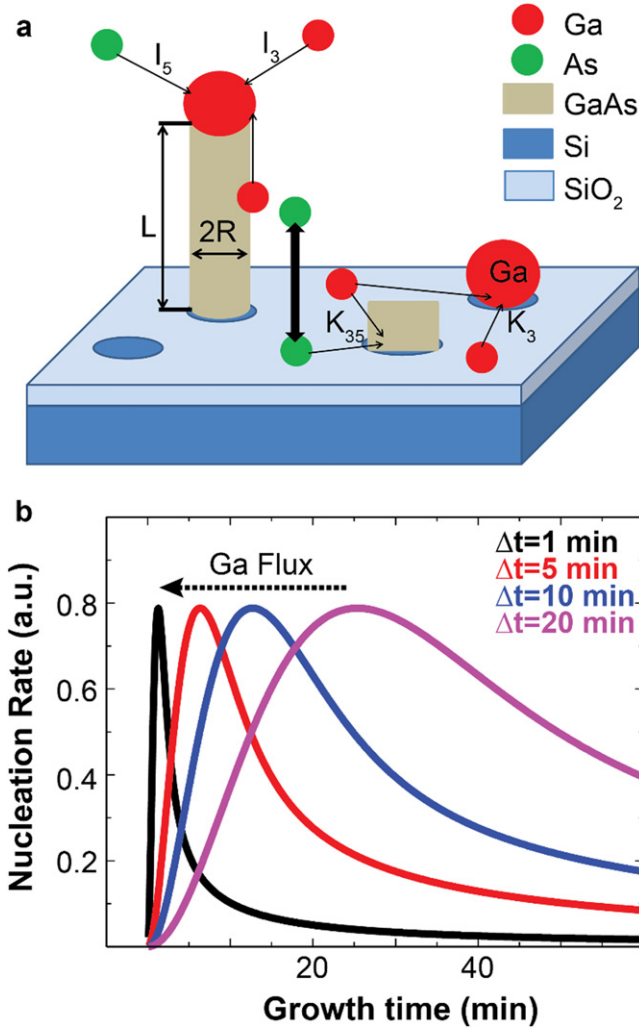 a
Ga
As
GaAs
Si
SiO₂
I₅
I₃
L
2R
Ga
K₃₅
K₃
b
Δt=1 min
Δt=5 min
Δt=10 min
Δt=20 min
Ga Flux
Nucleation Rate (a.u.)
0.8
0.6
0.4
0.2
20
40
Growth time (min)